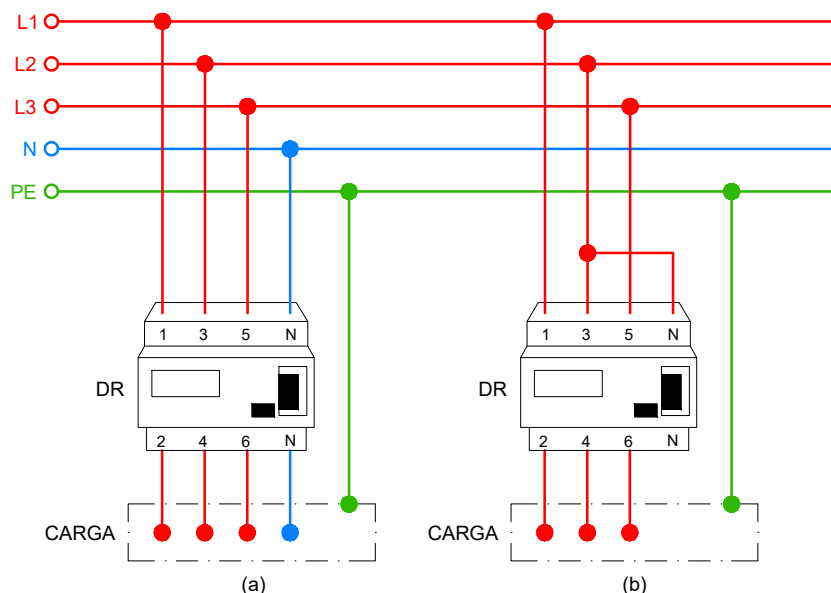 L1
L2
L3
N
PE
1 3 5 N 1 3 5 N
DR DR
2 4 6 N 2 4 6 N
CARGA CARGA
(a) (b)